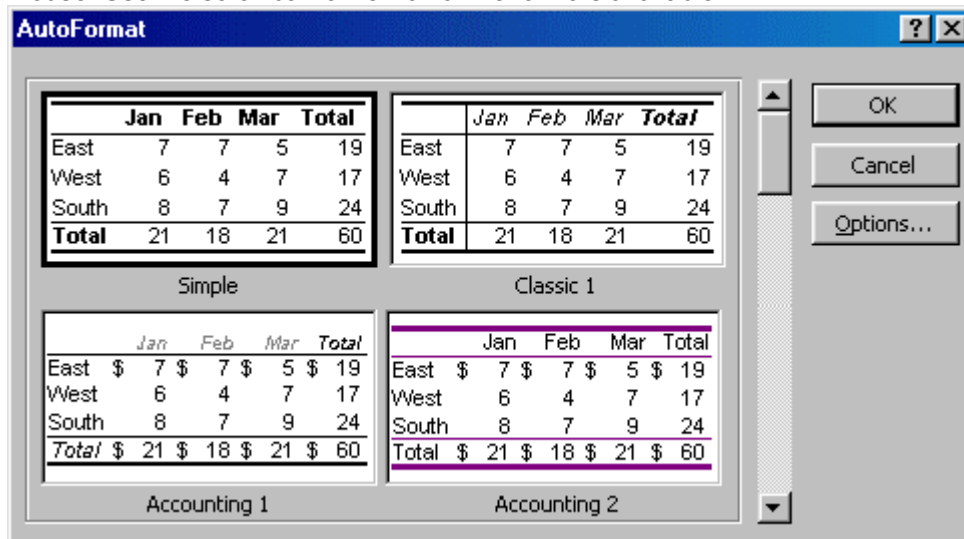 AutoFormat
Jan Feb Mar Total
East 7 7 5 19
West 6 4 7 17
South 8 7 9 24
Total 21 18 21 60
Simple
Jan Feb Mar Total
East 7 7 5 19
West 6 4 7 17
South 8 7 9 24
Total 21 18 21 60
Classic 1
Jan Feb Mar Total
East $ 7 $ 7 $ 5 $ 19
West 6 4 7 17
South 8 7 9 24
Total $ 21 $ 18 $ 21 $ 60
Accounting 1
Jan Feb Mar Total
East $ 7 $ 7 $ 5 $ 19
West 6 4 7 17
South 8 7 9 24
Total $ 21 $ 18 $ 21 $ 60
Accounting 2
OK
Cancel
Options...